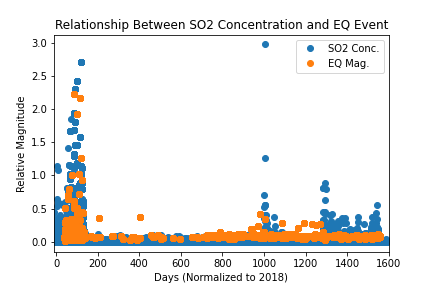 Relationship Between SO2 Concentration and EQ Event
3.0
2.5
2.0
1.5
1.0
0.5
0.0
Relative Magnitude
SO2 Conc.
EQ Mag.
0 200 400 600 800 1000 1200 1400 1600
Days (Normalized to 2018)